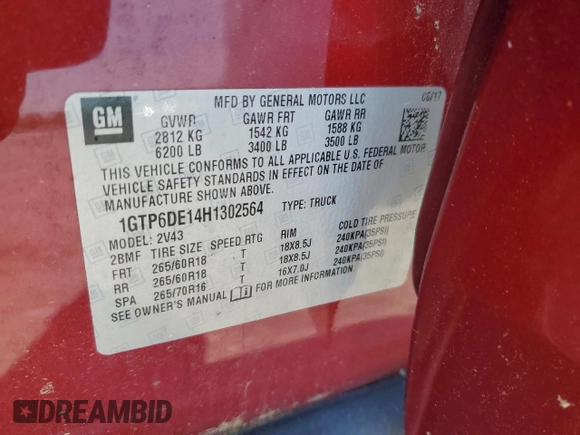 MFD BY GENERAL MOTORS LLC 06/17
GM GVWR GAWR FRT GAWR RR
2812 KG 1542 KG 1588 KG
6200 LB 3400 LB 3500 LB
THIS VEHICLE CONFORMS TO ALL APPLICABLE U.S. FEDERAL MOTOR
VEHICLE SAFETY STANDARDS IN EFFECT ON THE DATE OF
MANUFACTURE SHOWN ABOVE.
1GTP6DE14H1302564 TYPE: TRUCK
MODEL: 2V43 COLD TIRE PRESSURE
2BMF TIRE SIZE SPEED RTG RIM
FRT 265/60R18 T 18X8.5J 240KPA(35PSI)
RR 265/60R18 T 18X8.5J 240KPA(35PSI)
SPA 265/70R16 T 16X7.0J 240KPA(35PSI)
SEE OWNER'S MANUAL FOR MORE INFORMATION.
DREAMBID